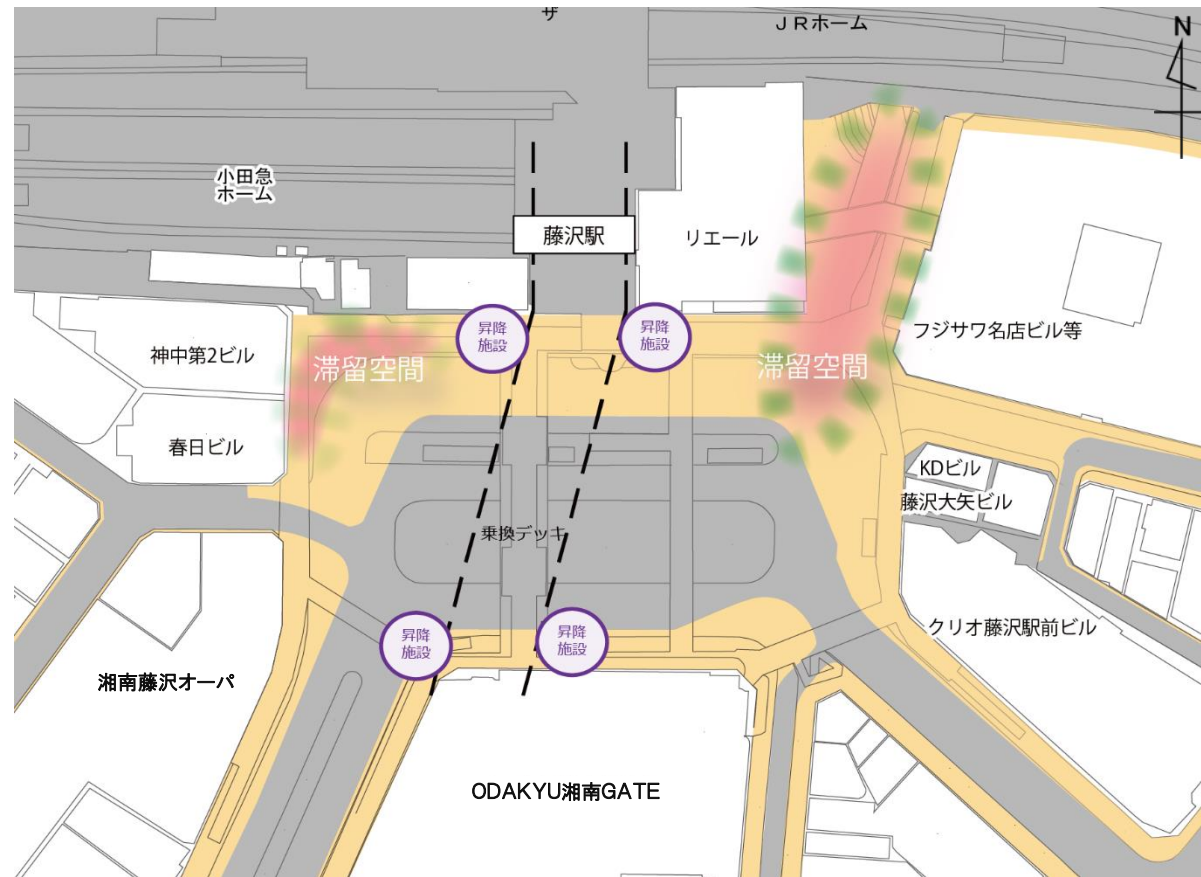 ザ
JRホーム
N
小田急
ホーム
藤沢駅
リエール
昇降
施設
昇降
施設
神中第2ビル
滞留空間
滞留空間
フジサワ名店ビル等
春日ビル
KDビル
藤沢大矢ビル
乗換デッキ
昇降
施設
昇降
施設
クリオ藤沢駅前ビル
湘南藤沢オーパ
ODAKYU湘南GATE